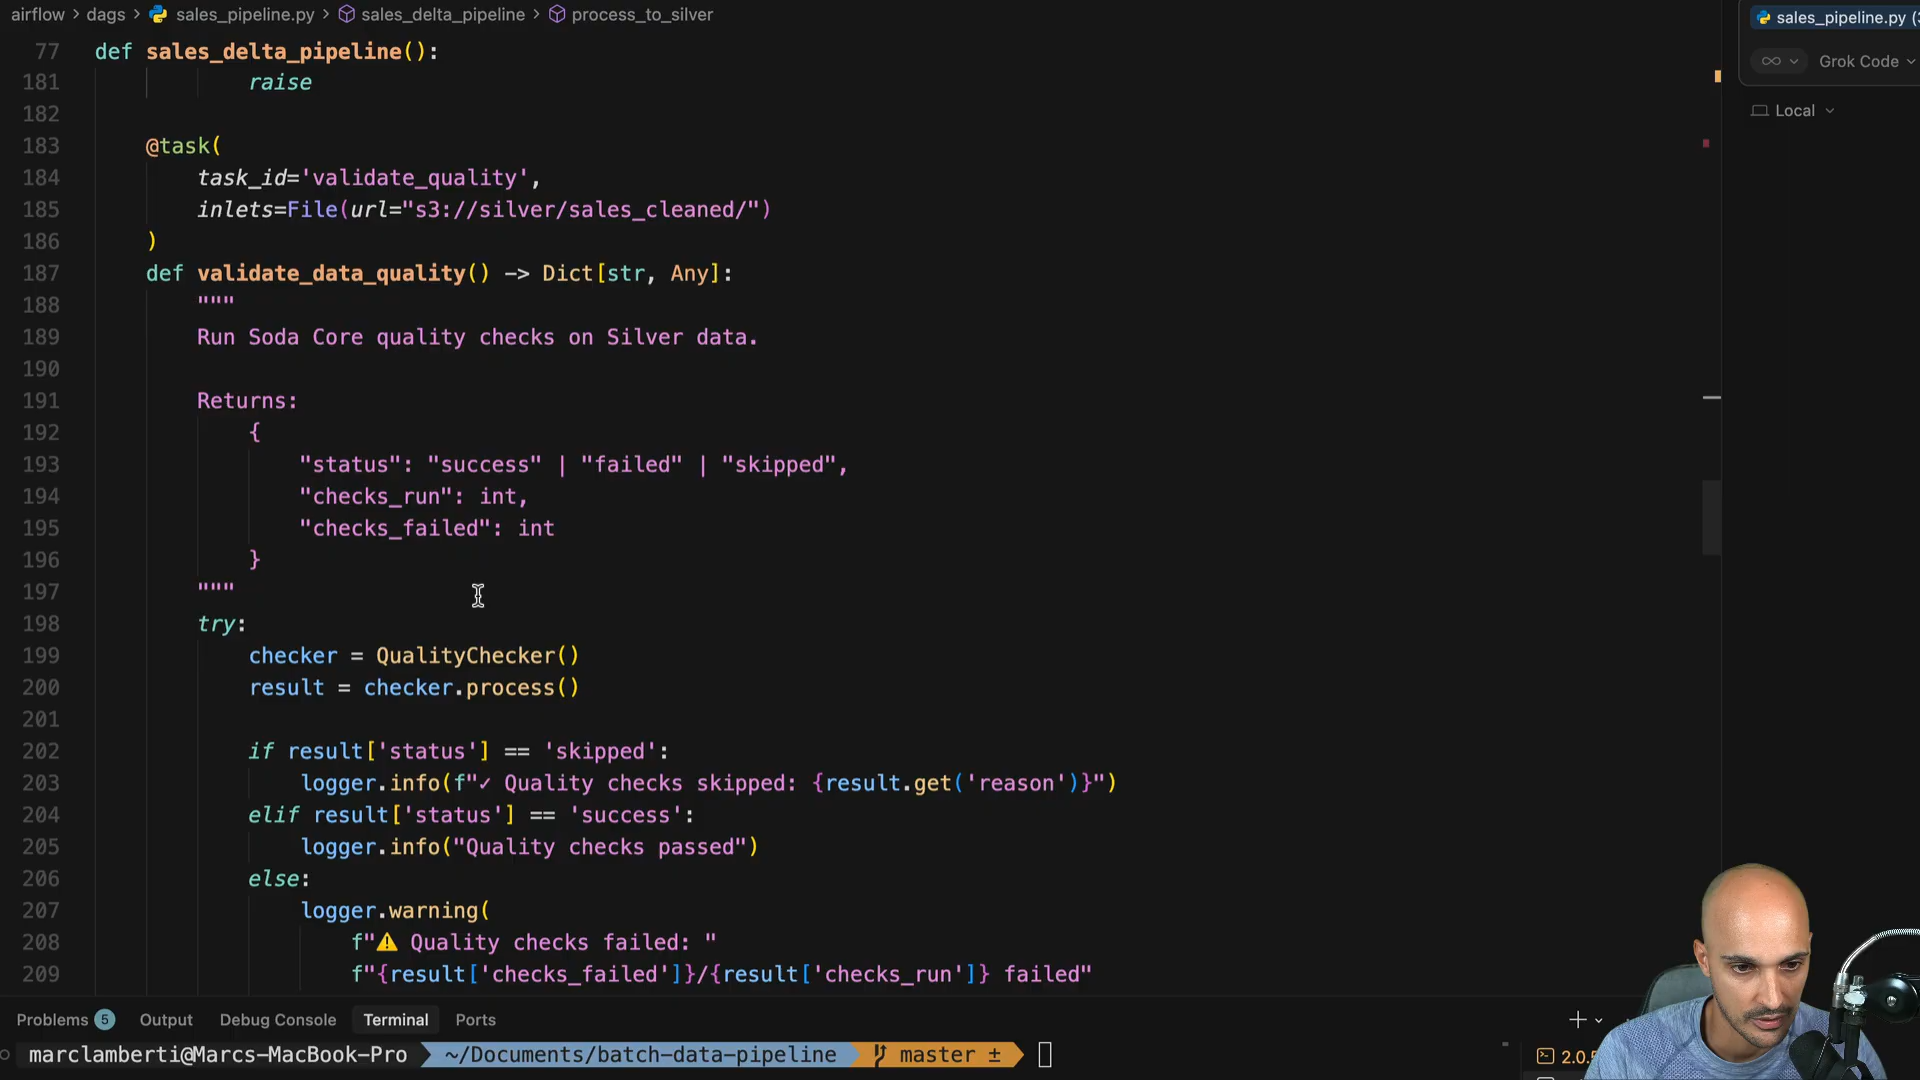 airflow > dags > sales_pipeline.py > sales_delta_pipeline > process_to_silver
sales_pipeline.py (3
Grok Code
Local
77 def sales_delta_pipeline():
181 raise
182
183 @task(
184 task_id='validate_quality',
185 inlets=File(url="s3://silver/sales_cleaned/")
186 )
187 def validate_data_quality() -> Dict[str, Any]:
188 """
189 Run Soda Core quality checks on Silver data.
190
191 Returns:
192 {
193 "status": "success" | "failed" | "skipped",
194 "checks_run": int,
195 "checks_failed": int
196 }
197 """
198 try:
199 checker = QualityChecker()
200 result = checker.process()
201
202 if result['status'] == 'skipped':
203 logger.info(f"✓ Quality checks skipped: {result.get('reason')}")
204 elif result['status'] == 'success':
205 logger.info("Quality checks passed")
206 else:
207 logger.warning(
208 f"⚠️ Quality checks failed: "
209 f"{result['checks_failed']}/{result['checks_run']} failed"
Problems 5 Output Debug Console Terminal Ports
marclamberti@Marcs-MacBook-Pro ~/Documents/batch-data-pipeline master ±